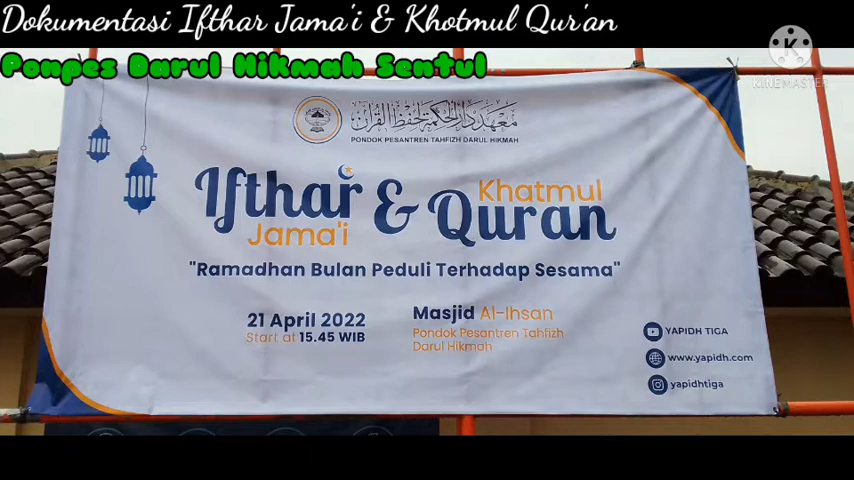 Dokumentasi Ifthar Jama'i & Khotmul Qur'an
Ponpes Darul Hikmah Sentul
KINEMASTER
معهد دار الحكمة لحفظ القرآن
PONDOK PESANTREN TAHFIZH DARUL HIKMAH
Ifthar Jama'i & Khatmul Quran
"Ramadhan Bulan Peduli Terhadap Sesama"
21 April 2022
Start at 15.45 WIB
Masjid Al-Ihsan
Pondok Pesantren Tahfizh
Darul Hikmah
YAPIDH TIGA
www.yapidh.com
yapidhtiga